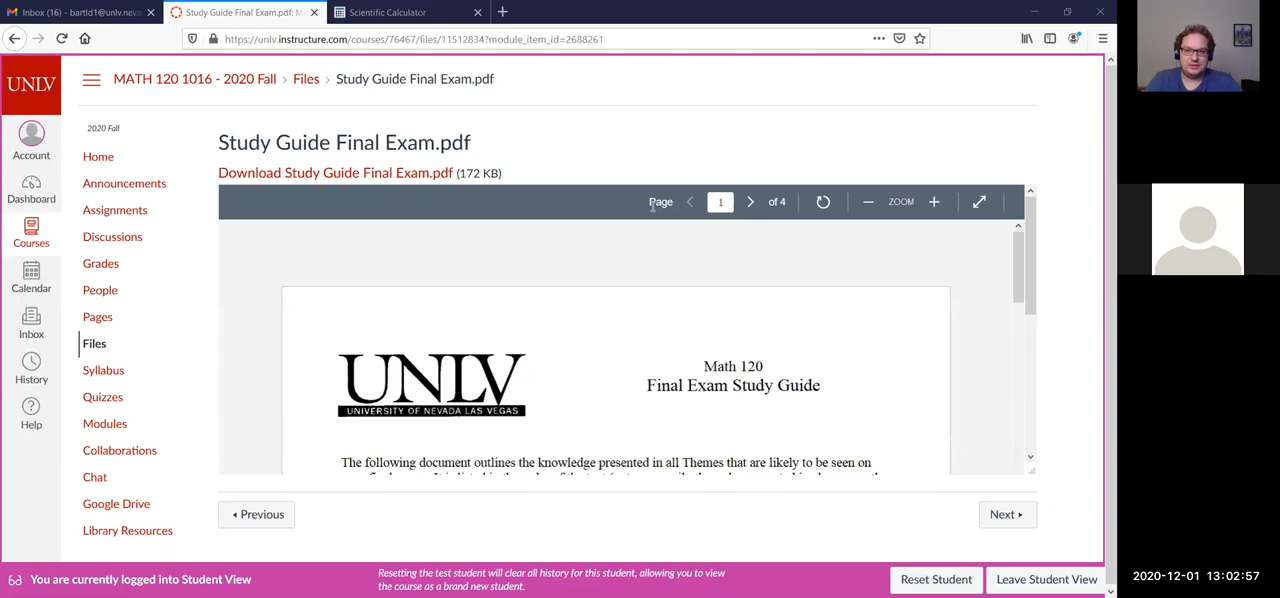 Inbox (16) - bartld1@unlv.neva
Study Guide Final Exam.pdf: M
Scientific Calculator
https://unlv.instructure.com/courses/76467/files/11512834?module_item_id=2688261
UNLV
MATH 120 1016 - 2020 Fall › Files › Study Guide Final Exam.pdf
Account
Dashboard
Courses
Calendar
Inbox
History
Help
2020 Fall
Home
Announcements
Assignments
Discussions
Grades
People
Pages
Files
Syllabus
Quizzes
Modules
Collaborations
Chat
Google Drive
Library Resources
Study Guide Final Exam.pdf
Download Study Guide Final Exam.pdf (172 KB)
Page 1 of 4 ZOOM
UNLV
UNIVERSITY OF NEVADA LAS VEGAS
Math 120
Final Exam Study Guide
The following document outlines the knowledge presented in all Themes that are likely to be seen on
Previous
Next
You are currently logged into Student View
Resetting the test student will clear all history for this student, allowing you to view
the course as a brand new student.
Reset Student
Leave Student View
2020-12-01 13:02:57